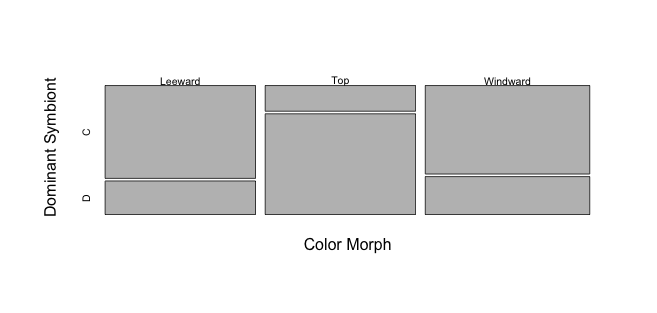 Leeward Top Windward
Dominant Symbiont
C
D
Color Morph